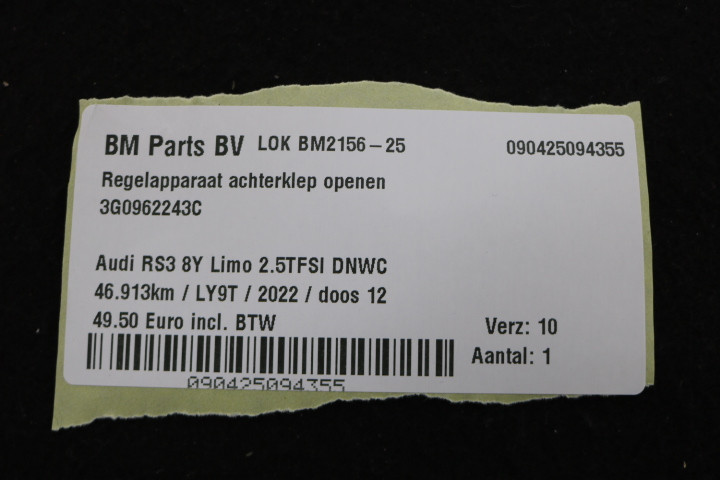 BM Parts BV LOK BM2156-25 090425094355
Regelapparaat achterklep openen
3G0962243C
Audi RS3 8Y Limo 2.5TFSI DNWC
46.913km / LY9T / 2022 / doos 12
49.50 Euro incl. BTW Verz: 10
Aantal: 1
090425094355